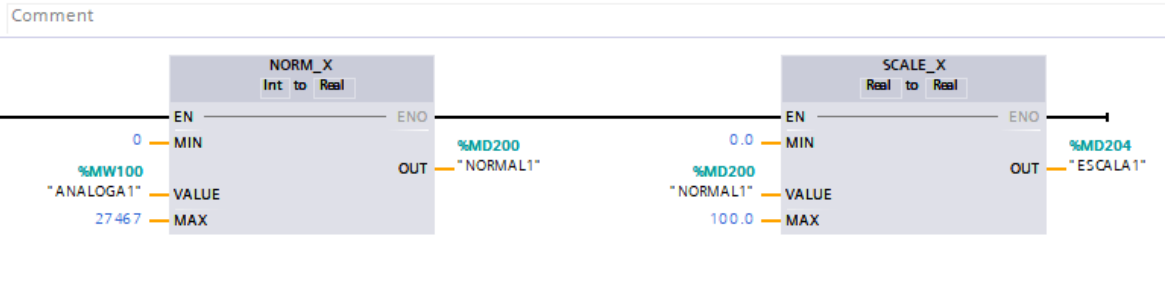 Comment
NORM_X
Int to Real
EN
ENO
0
MIN
%MW100
"ANALOGA1"
VALUE
27467
MAX
OUT
%MD200
"NORMAL1"
SCALE_X
Real to Real
EN
ENO
0.0
MIN
%MD200
"NORMAL1"
VALUE
100.0
MAX
OUT
%MD204
"ESCALA1"